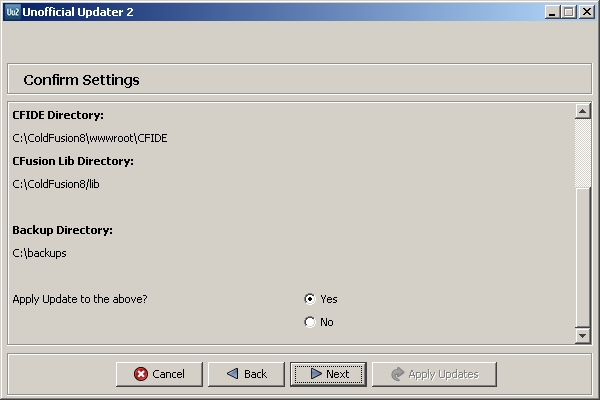 Uu2 Unofficial Updater 2
Confirm Settings
CFIDE Directory:
C:\ColdFusion8\wwwroot\CFIDE
CFusion Lib Directory:
C:\ColdFusion8/lib
Backup Directory:
C:\backups
Apply Update to the above? Yes
No
Cancel Back Next Apply Updates